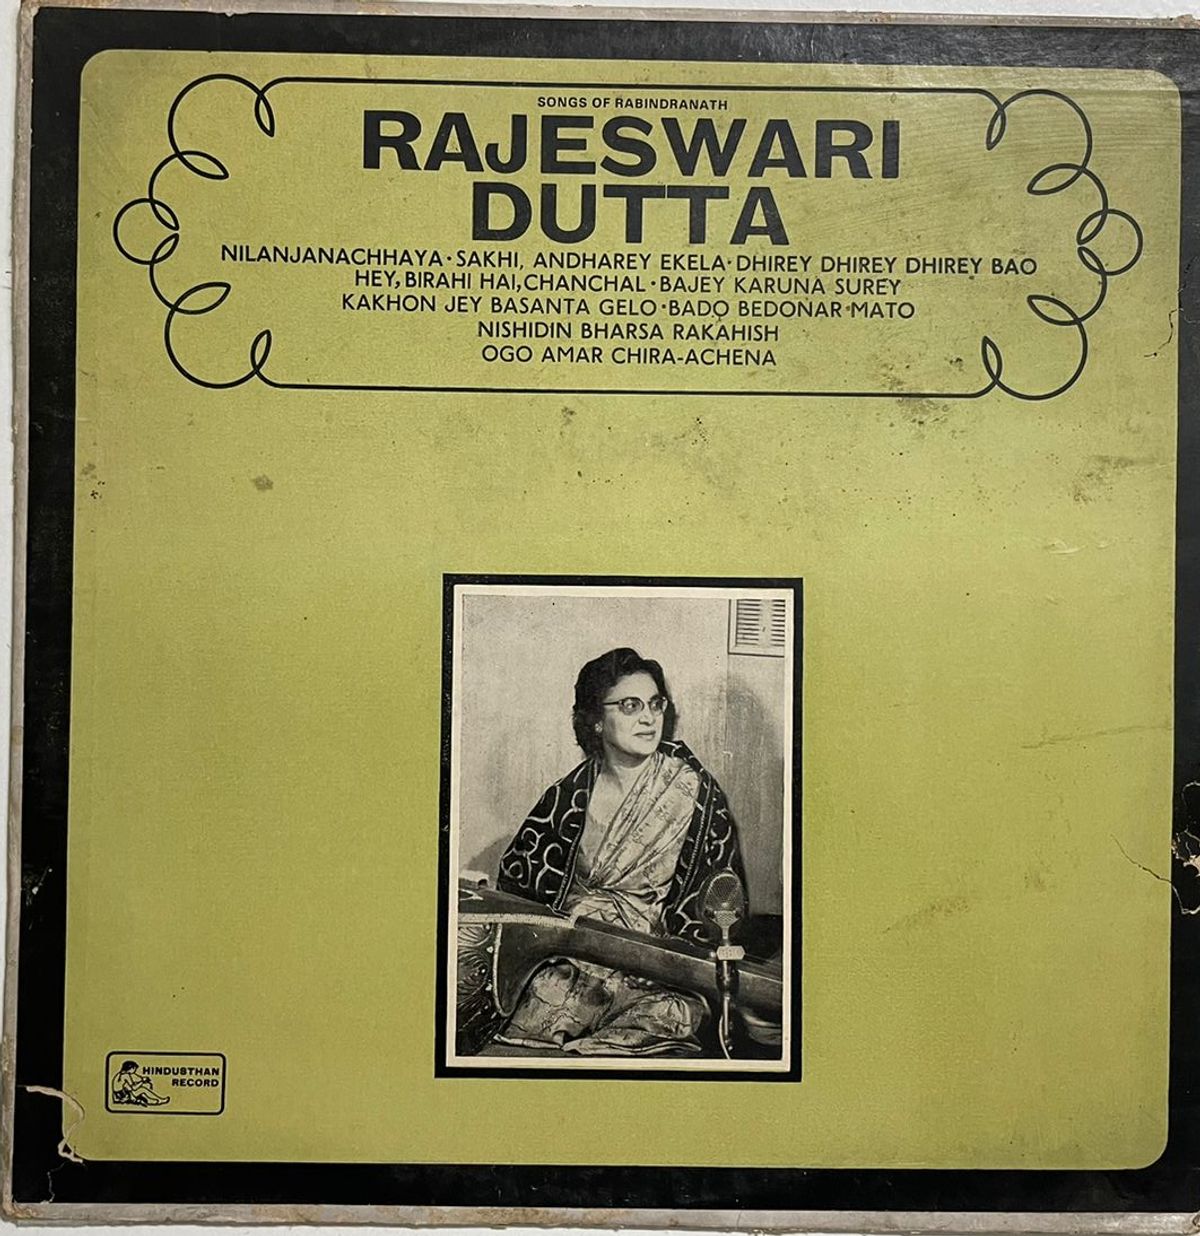 SONGS OF RABINDRANATH
RAJESWARI
DUTTA
NILANJANACHHAYA · SAKHI, ANDHAREY EKELA · DHIREY DHIREY DHIREY BAO
HEY, BIRAHI HAI, CHANCHAL · BAJEY KARUNA SUREY
KAKHON JEY BASANTA GELO · BADO BEDONAR MATO
NISHIDIN BHARSA RAKAHISH
OGO AMAR CHIRA-ACHENA
HINDUSTHAN
RECORD